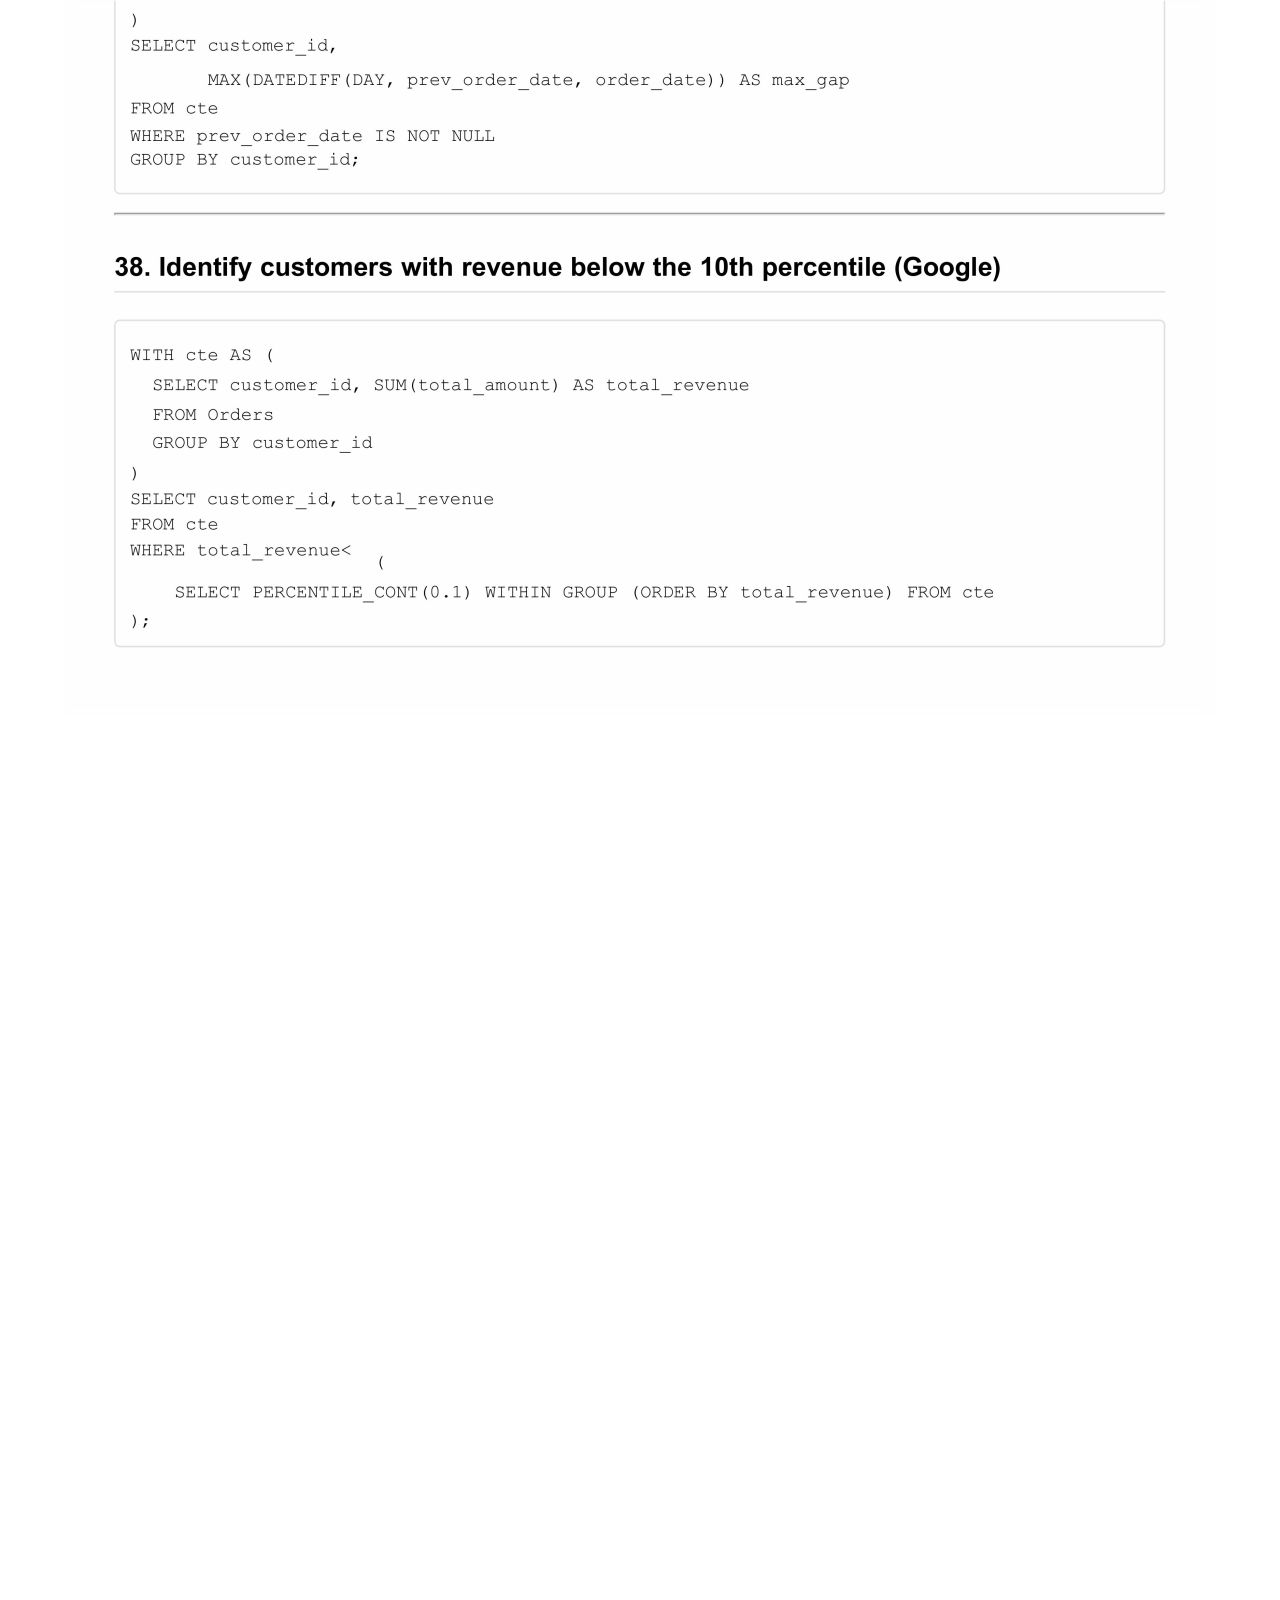 )
SELECT customer_id,
MAX(DATEDIFF(DAY, prev_order_date, order_date)) AS max_gap
FROM cte
WHERE prev_order_date IS NOT NULL
GROUP BY customer_id;
38. Identify customers with revenue below the 10th percentile (Google)
WITH cte AS (
SELECT customer_id, SUM(total_amount) AS total_revenue
FROM Orders
GROUP BY customer_id
)
SELECT customer_id, total_revenue
FROM cte
WHERE total_revenue<
(
SELECT PERCENTILE_CONT(0.1) WITHIN GROUP (ORDER BY total_revenue) FROM cte
);